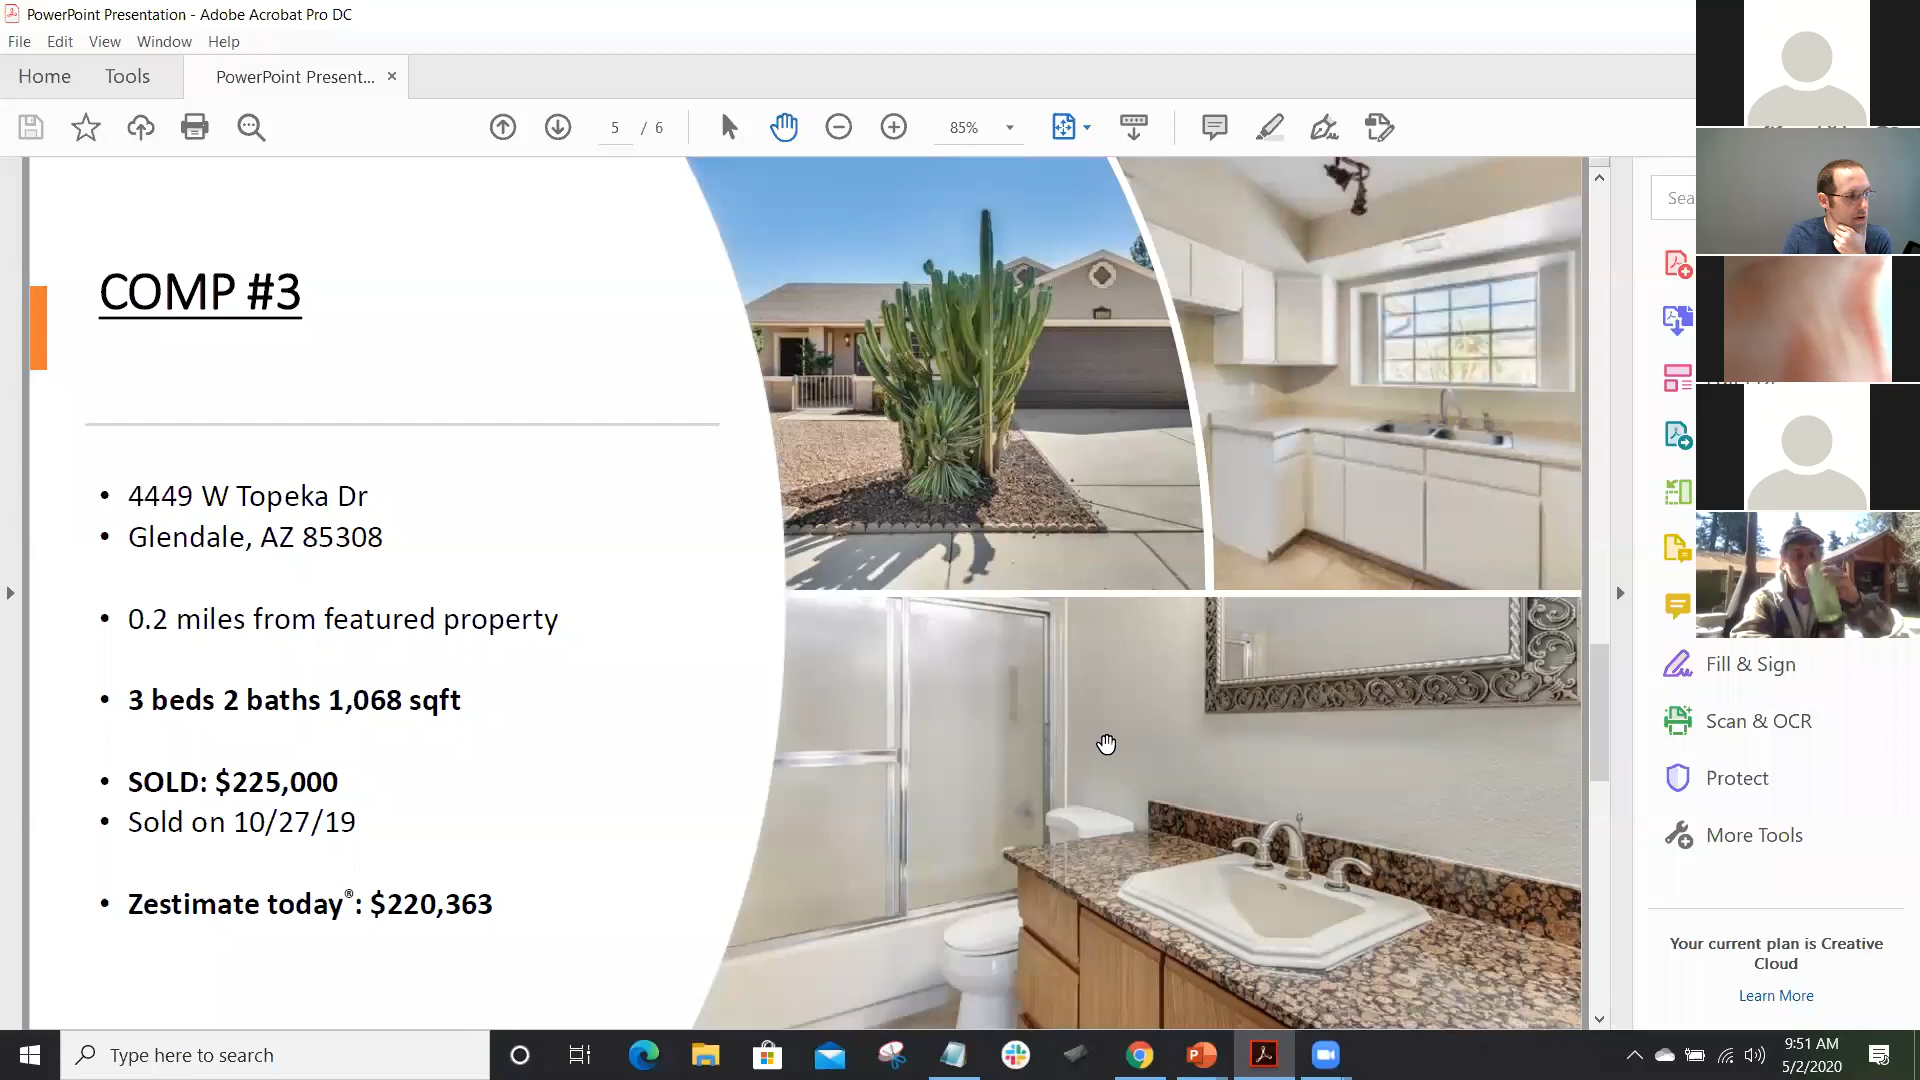 PowerPoint Presentation - Adobe Acrobat Pro DC
File Edit View Window Help
Home Tools PowerPoint Present... ×
5 / 6 85%
COMP #3
• 4449 W Topeka Dr
• Glendale, AZ 85308
• 0.2 miles from featured property
• 3 beds 2 baths 1,068 sqft
• SOLD: $225,000
• Sold on 10/27/19
• Zestimate today®: $220,363
Sea
Fill & Sign
Scan & OCR
Protect
More Tools
Your current plan is Creative
Cloud
Learn More
Type here to search
9:51 AM
5/2/2020